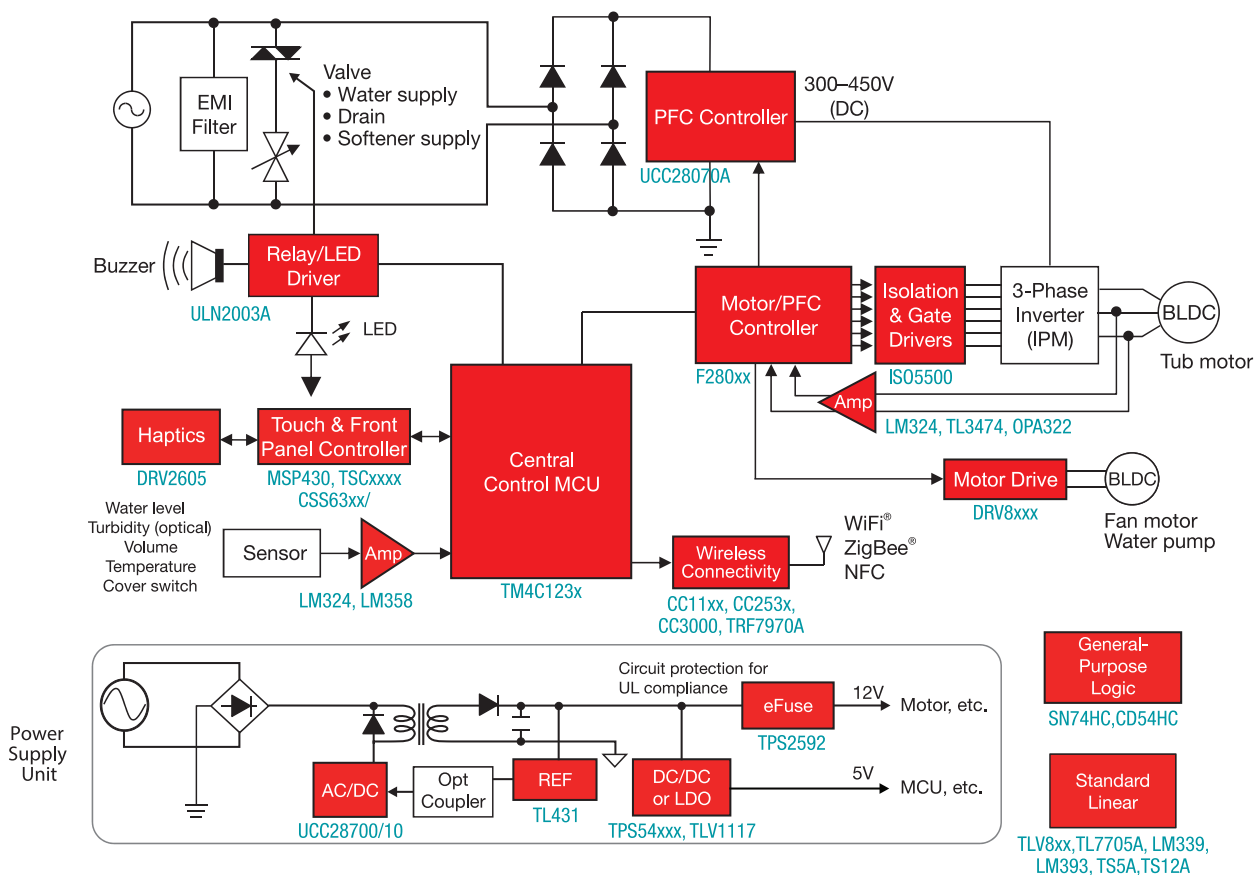 EMI
Filter
Valve
• Water supply
• Drain
• Softener supply
PFC Controller
UCC28070A
300–450V
(DC)
Buzzer
Relay/LED
Driver
ULN2003A
LED
Motor/PFC
Controller
F280xx
Isolation
& Gate
Drivers
ISO5500
3-Phase
Inverter
(IPM)
BLDC
Tub motor
Amp
LM324, TL3474, OPA322
Haptics
DRV2605
Touch & Front
Panel Controller
MSP430, TSCxxxx
CSS63xx/
Central
Control MCU
TM4C123x
Motor Drive
DRV8xxx
BLDC
Fan motor
Water pump
Water level
Turbidity (optical)
Volume
Temperature
Cover switch
Sensor
Amp
LM324, LM358
Wireless
Connectivity
CC11xx, CC253x,
CC3000, TRF7970A
WiFi®
ZigBee®
NFC
Power
Supply
Unit
Circuit protection for
UL compliance
eFuse
TPS2592
12V
Motor, etc.
AC/DC
UCC28700/10
Opt
Coupler
REF
TL431
DC/DC
or LDO
TPS54xxx, TLV1117
5V
MCU, etc.
General-
Purpose
Logic
SN74HC,CD54HC
Standard
Linear
TLV8xx,TL7705A, LM339,
LM393, TS5A,TS12A